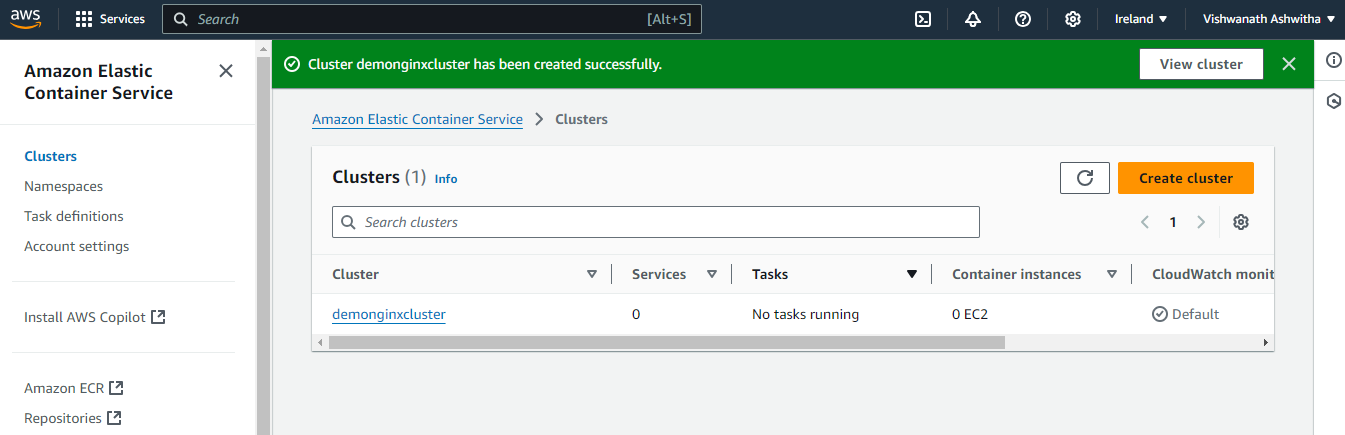 aws Services Search [Alt+S] Ireland Vishwanath Ashwitha
Amazon Elastic
Container Service
Clusters
Namespaces
Task definitions
Account settings
Install AWS Copilot
Amazon ECR
Repositories
Cluster demonginxcluster has been created successfully. View cluster
Amazon Elastic Container Service Clusters
Clusters (1) Info Create cluster
Search clusters 1
Cluster Services Tasks Container instances CloudWatch monit
demonginxcluster 0 No tasks running 0 EC2 Default